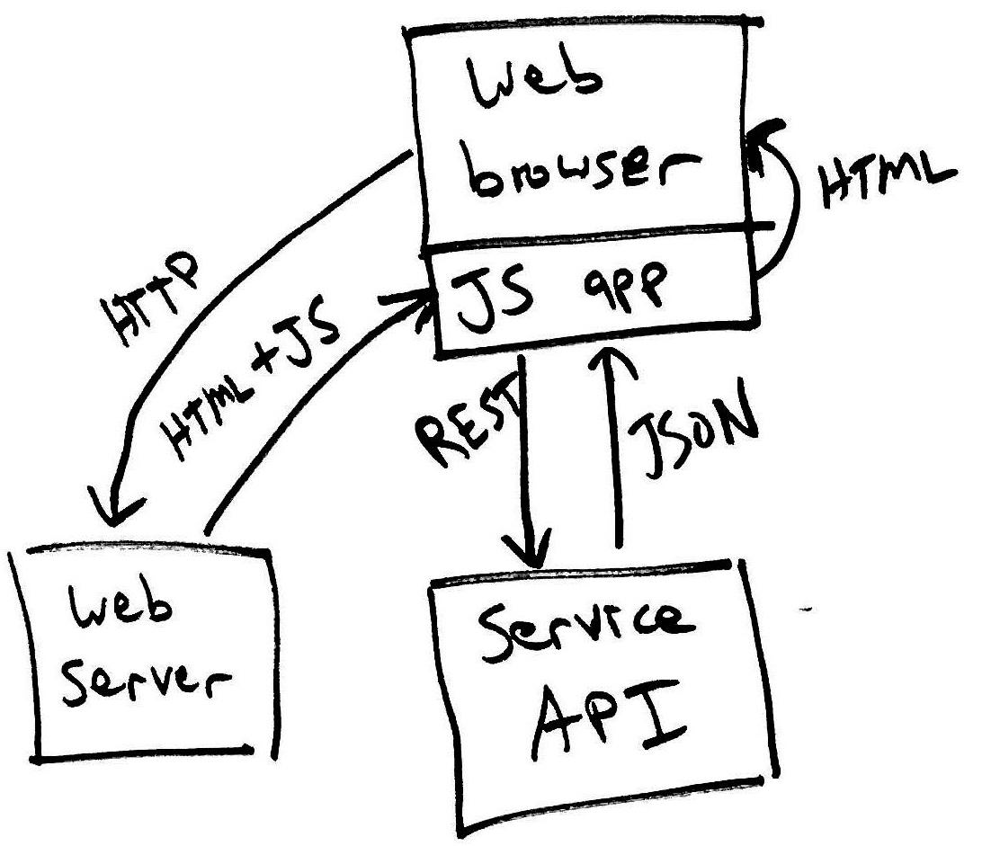 Web
browser
HTML
JS app
HTTP
HTML+JS
REST
JSON
Web
Server
Service
API